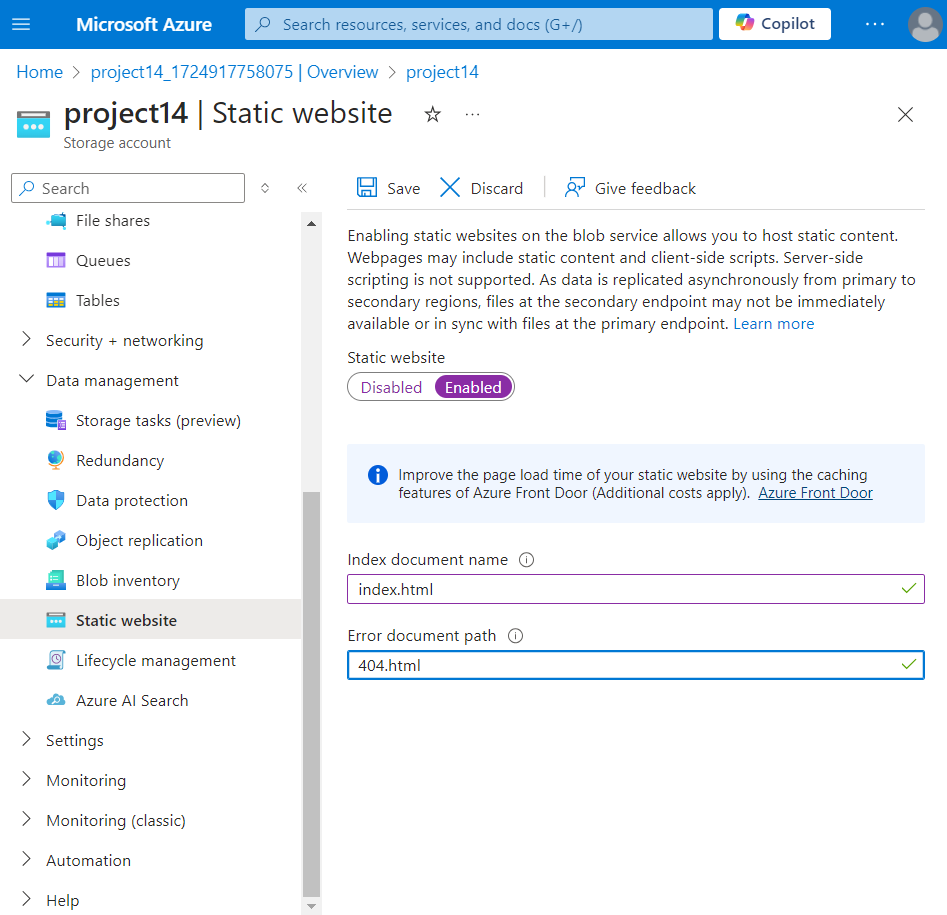 Microsoft Azure
Search resources, services, and docs (G+/)
Copilot
Home > project14_1724917758075 | Overview > project14
project14 | Static website
Storage account
Search
Save
Discard
Give feedback
File shares
Queues
Tables
Security + networking
Data management
Storage tasks (preview)
Redundancy
Data protection
Object replication
Blob inventory
Static website
Lifecycle management
Azure AI Search
Settings
Monitoring
Monitoring (classic)
Automation
Help
Enabling static websites on the blob service allows you to host static content.
Webpages may include static content and client-side scripts. Server-side
scripting is not supported. As data is replicated asynchronously from primary to
secondary regions, files at the secondary endpoint may not be immediately
available or in sync with files at the primary endpoint. Learn more
Static website
Disabled Enabled
Improve the page load time of your static website by using the caching
features of Azure Front Door (Additional costs apply). Azure Front Door
Index document name
index.html
Error document path
404.html